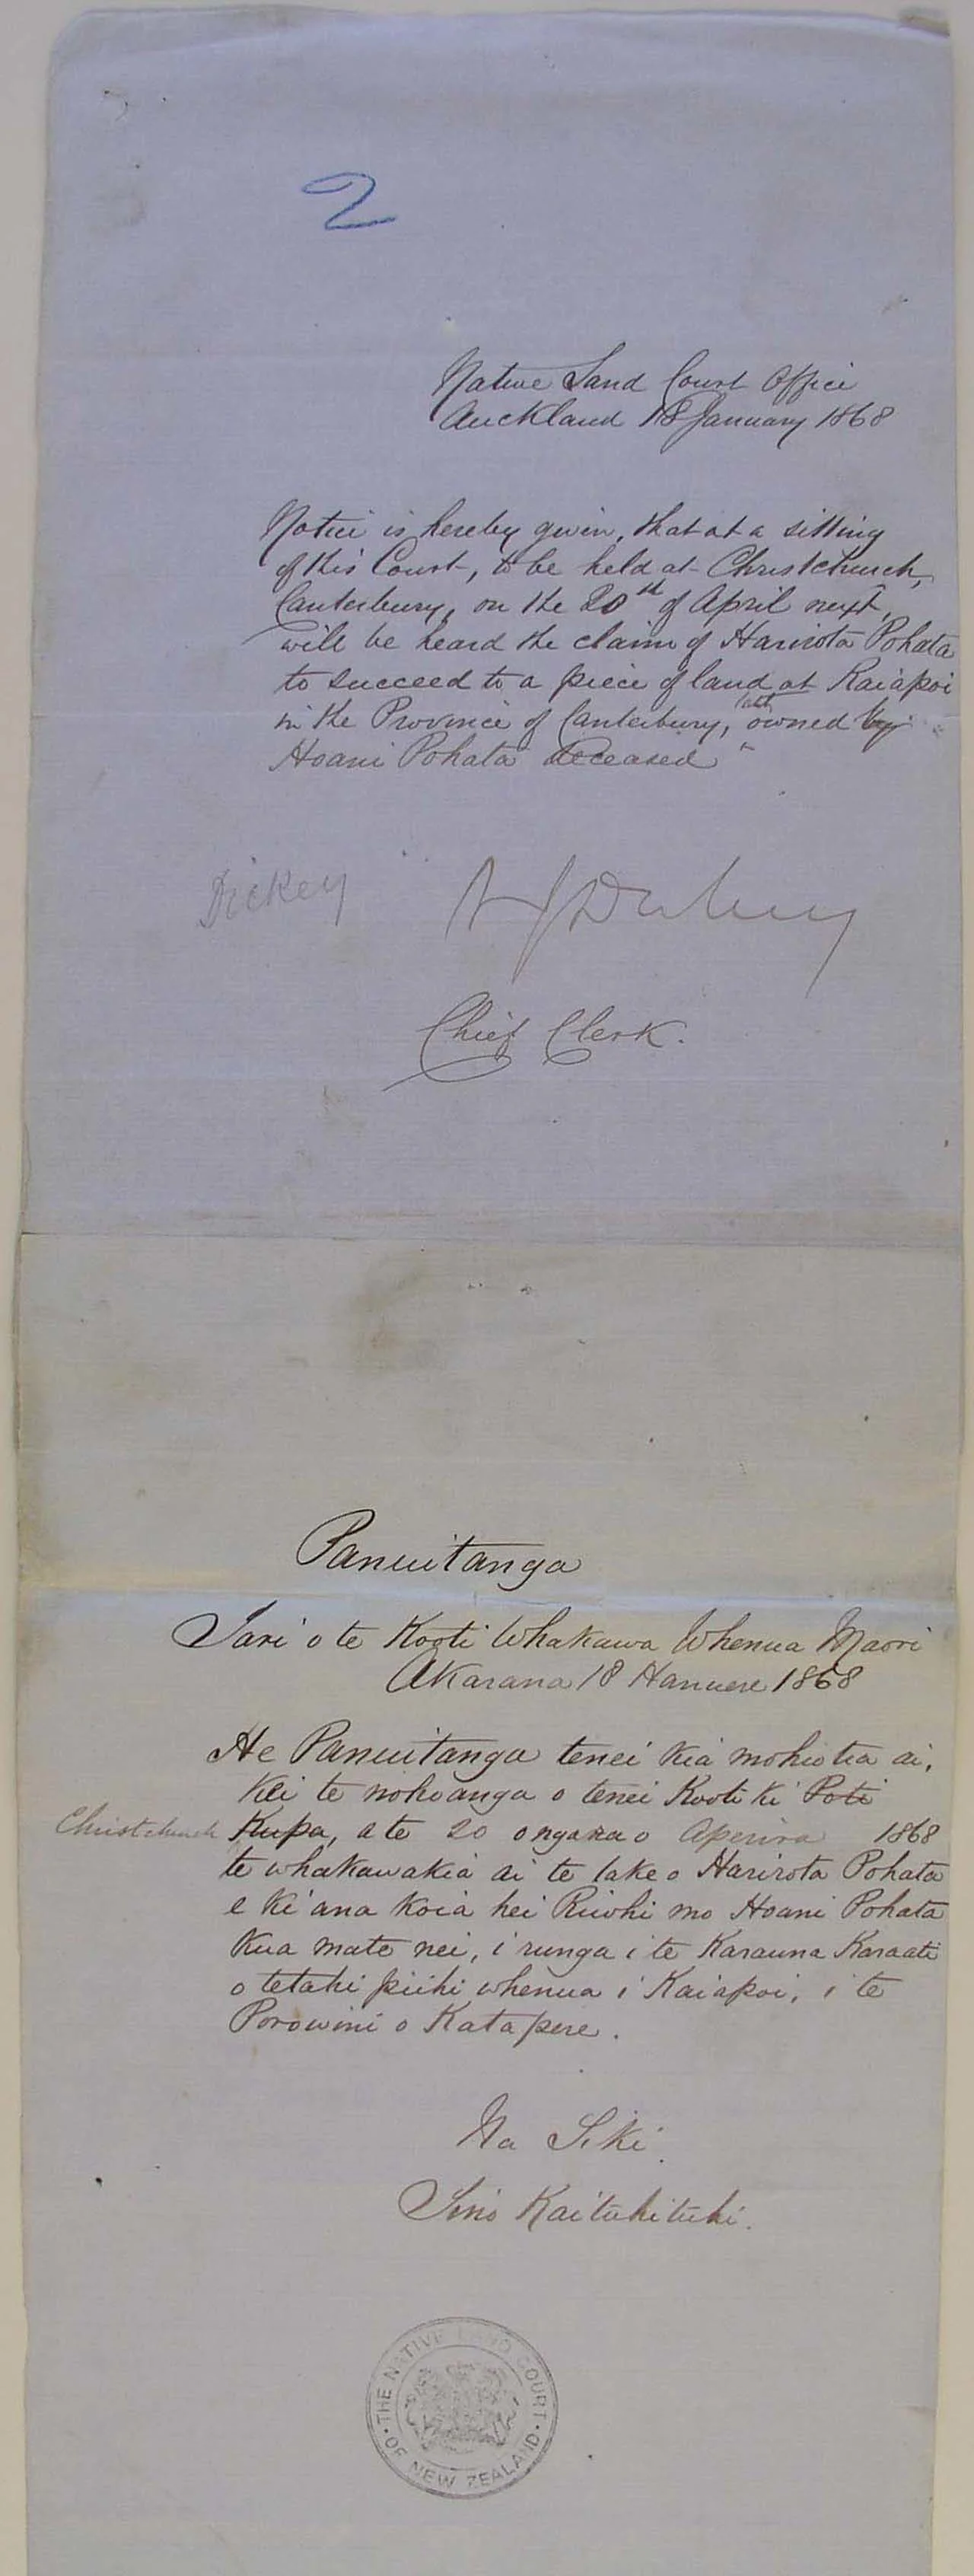 2
Native Land Court Office
Auckland 18 January 1868
Notice is hereby given, that at a sitting
of this Court, to be held at Christchurch,
Canterbury, on the 20th of April next,
will be heard the claim of Harirota Pohata
to succeed to a piece of land at Kaiapoi
in the Province of Canterbury, owned by
Hoani Pohata deceased
Dickey
Chief Clerk.
Panuitanga
Tari o te Kooti Whakawa Whenua Maori
Akarana 18 Hanuere 1868
He Panuitanga tenei kia mohiotia ai,
kei te nohoanga o tenei Kooti ki Poti
Christchurch Kupa, a te 20 o nga ra o Aperira 1868
te whakawakia ai te take o Harirota Pohata
e ki ana koia hei Riiwhi mo Hoani Pohata
kua mate nei, i runga i te Karauna Karaati
o tetahi piihi whenua i Kaiapoi, i te
Porowini o Katapere.
Na Tiki.
Tino Kaituhituhi.
THE NATIVE LAND COURT
OF NEW ZEALAND